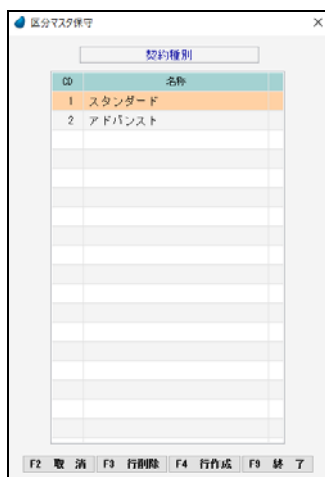 区分マスタ保守
契約種別
CD 名称
1 スタンダード
2 アドバンスト
F2 取 消 F3 行削除 F4 行作成 F9 終 了